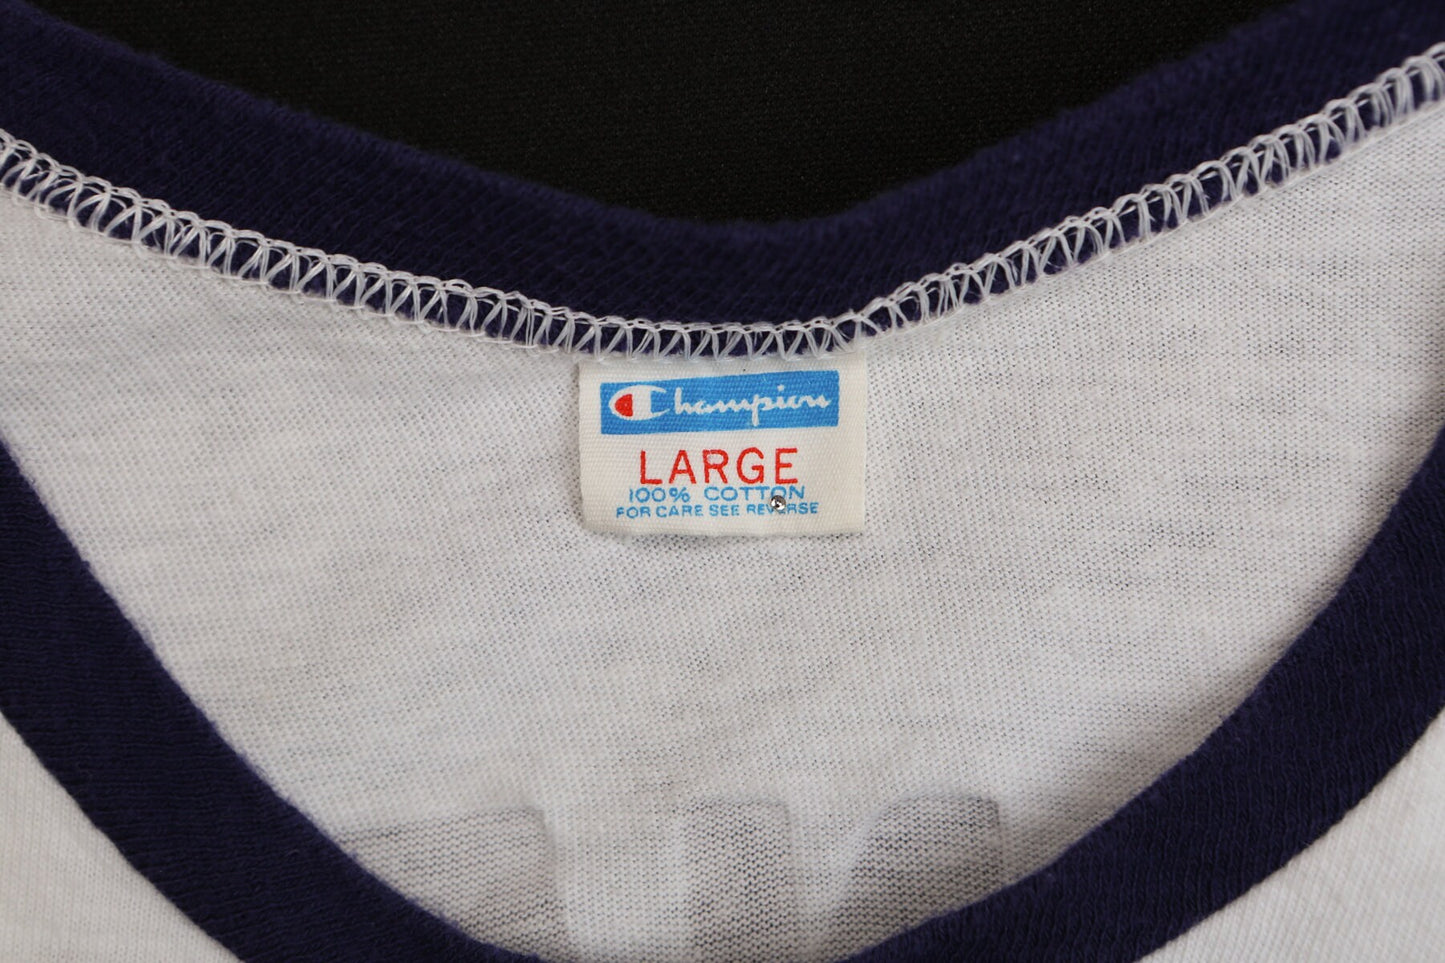 Champion
LARGE
100% COTTON
FOR CARE SEE REVERSE